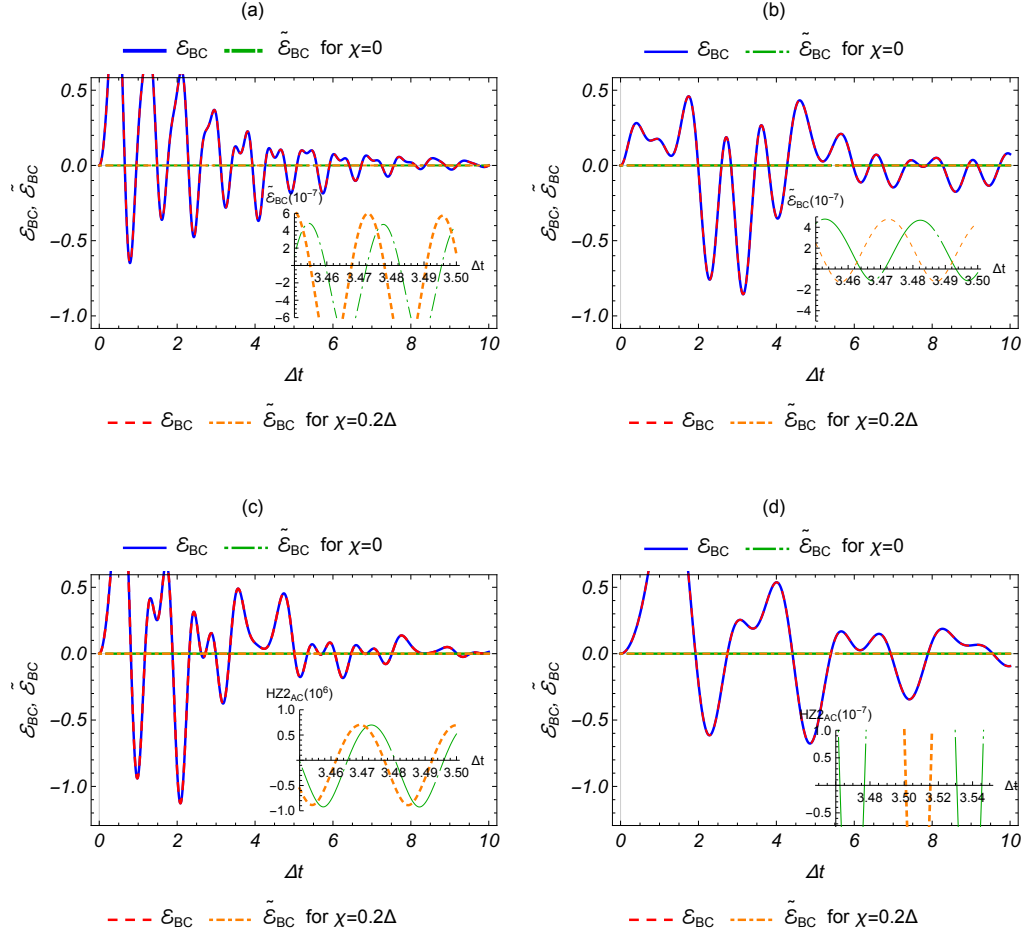 (a)
ℰBC ℰ̃BC for χ=0
ℰBC, ℰ̃BC
0.5
0.0
−0.5
−1.0
ℰ̃BC(10^-7)
6
4
2
−2
−4
−6
3.46 3.47 3.48 3.49 3.50
Δt
0 2 4 6 8 10
Δt
ℰBC ℰ̃BC for χ=0.2Δ
(b)
ℰBC ℰ̃BC for χ=0
ℰBC, ℰ̃BC
0.5
0.0
−0.5
−1.0
ℰ̃BC(10^-7)
4
2
−2
−4
3.46 3.47 3.48 3.49 3.50
Δt
0 2 4 6 8 10
Δt
ℰBC ℰ̃BC for χ=0.2Δ
(c)
ℰBC ℰ̃BC for χ=0
ℰBC, ℰ̃BC
0.5
0.0
−0.5
−1.0
HZ2AC(10^6)
1.0
0.5
−0.5
−1.0
3.46 3.47 3.48 3.49 3.50
Δt
0 2 4 6 8 10
Δt
ℰBC ℰ̃BC for χ=0.2Δ
(d)
ℰBC ℰ̃BC for χ=0
ℰBC, ℰ̃BC
0.5
0.0
−0.5
−1.0
HZ2AC(10^-7)
1.0
0.5
−0.5
3.48 3.50 3.52 3.54
Δt
0 2 4 6 8 10
Δt
ℰBC ℰ̃BC for χ=0.2Δ